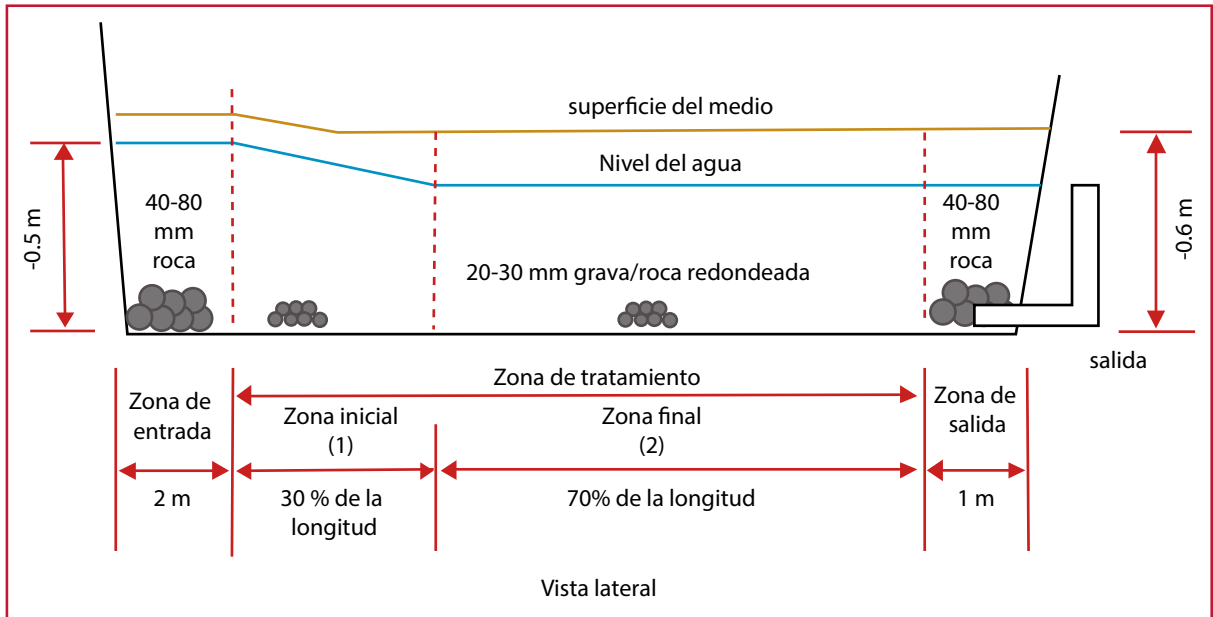 superficie del medio
Nivel del agua
40-80
mm
roca
40-80
mm
roca
-0.5 m
-0.6 m
20-30 mm grava/roca redondeada
salida
Zona de tratamiento
Zona de
entrada
Zona inicial
(1)
Zona final
(2)
Zona de
salida
2 m
30 % de la
longitud
70% de la longitud
1 m
Vista lateral